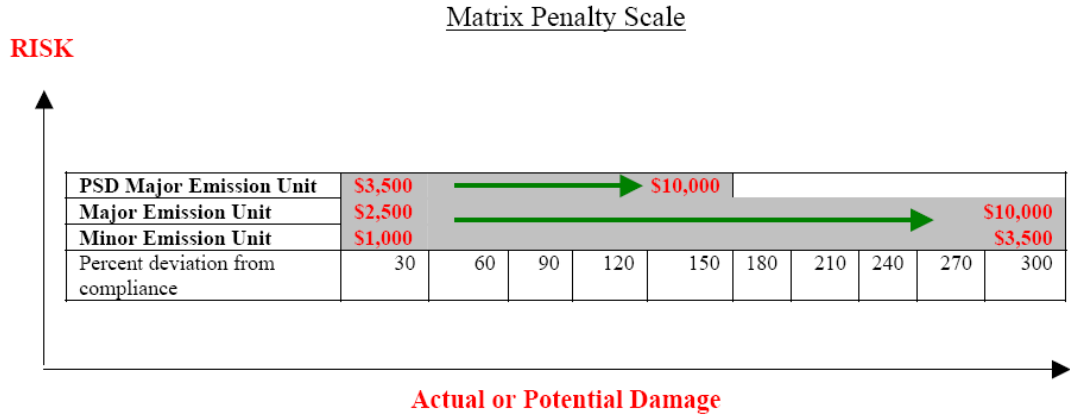 Matrix Penalty Scale
RISK
PSD Major Emission Unit $3,500 $10,000
Major Emission Unit $2,500 $10,000
Minor Emission Unit $1,000 $3,500
Percent deviation from 30 60 90 120 150 180 210 240 270 300
compliance
Actual or Potential Damage